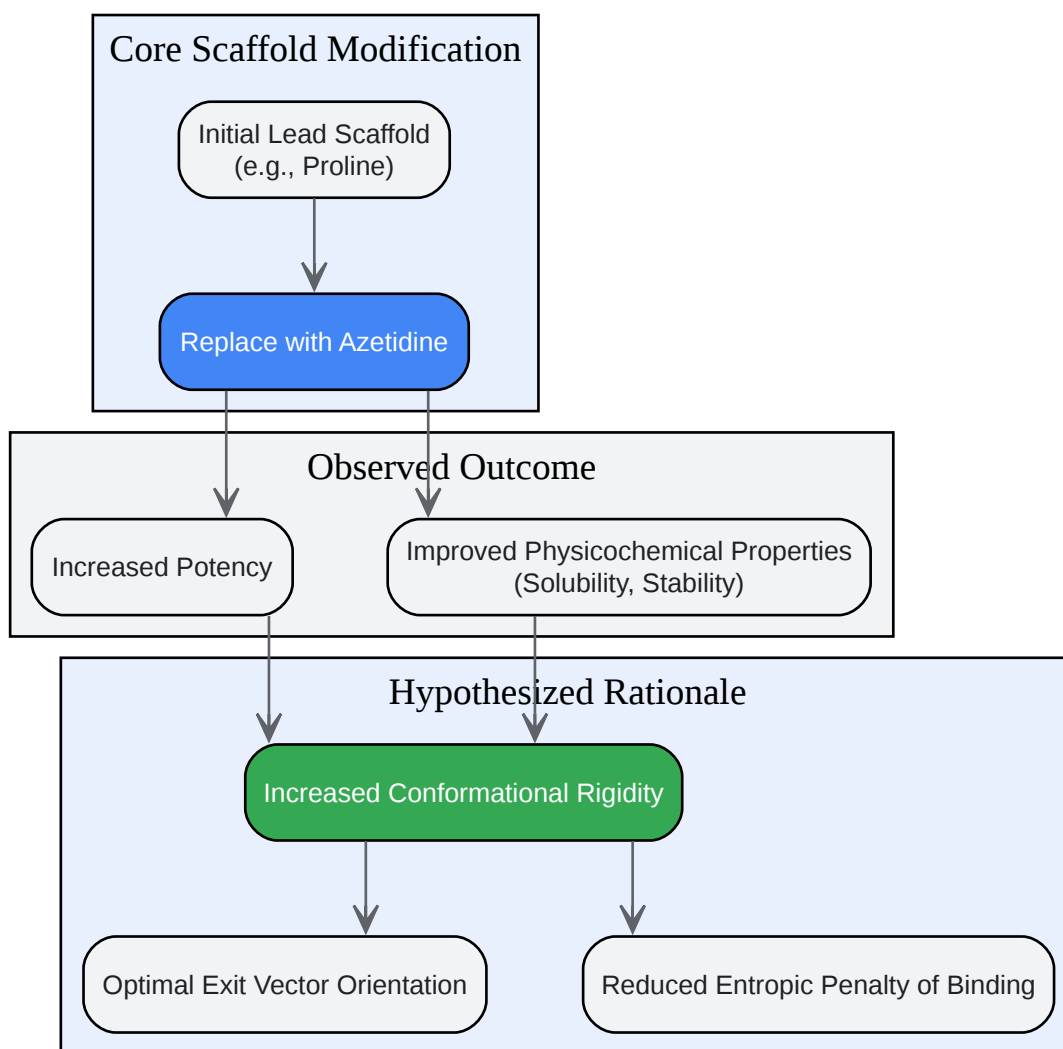 Core Scaffold Modification
Initial Lead Scaffold
(e.g., Proline)
Replace with Azetidine
Observed Outcome
Increased Potency
Improved Physicochemical Properties
(Solubility, Stability)
Hypothesized Rationale
Increased Conformational Rigidity
Optimal Exit Vector Orientation
Reduced Entropic Penalty of Binding